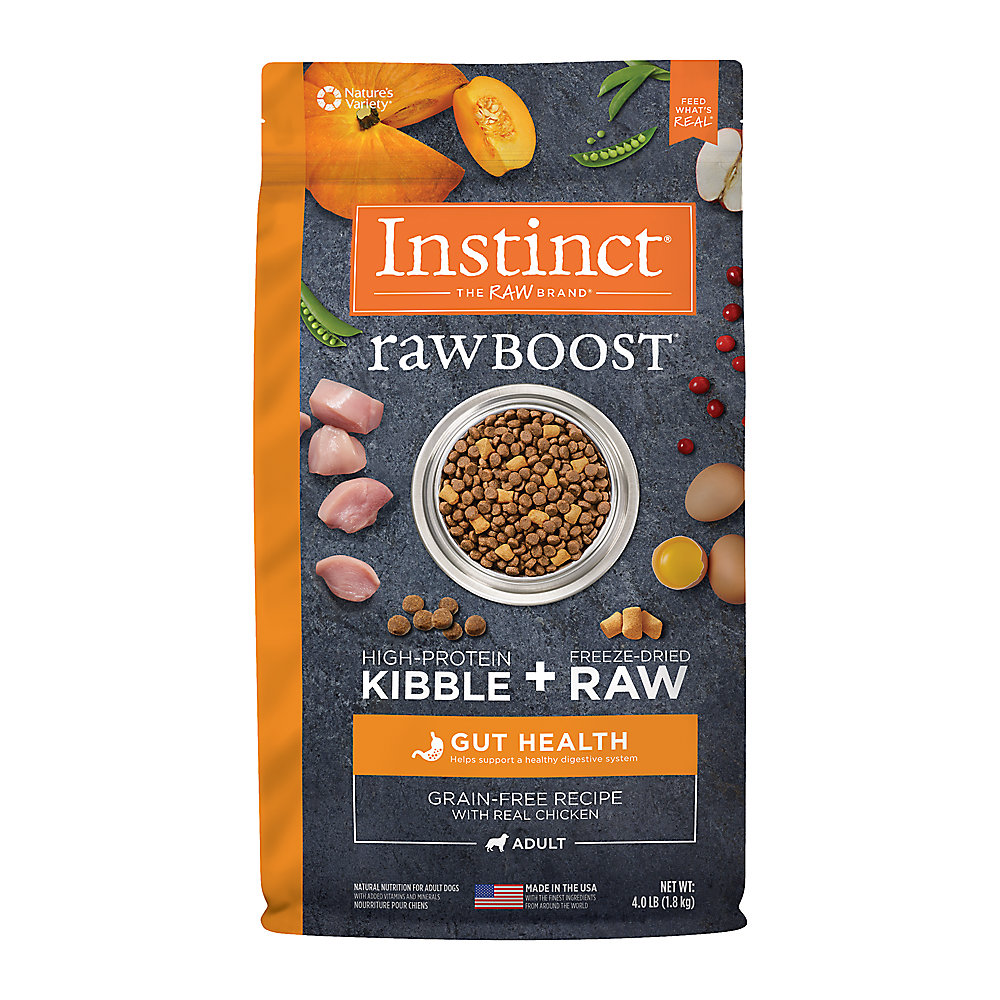 Nature's
Variety®
FEED
WHAT'S
REAL®
Instinct®
THE RAW BRAND®
rawBOOST®
HIGH-PROTEIN
KIBBLE
+
FREEZE-DRIED
RAW
GUT HEALTH
Helps support a healthy digestive system
GRAIN-FREE RECIPE
WITH REAL CHICKEN
ADULT
NATURAL NUTRITION FOR ADULT DOGS
WITH ADDED VITAMINS AND MINERALS
NOURRITURE POUR CHIENS
MADE IN THE USA
WITH THE FINEST INGREDIENTS
FROM AROUND THE WORLD
NET WT:
4.0 LB (1.8 kg)